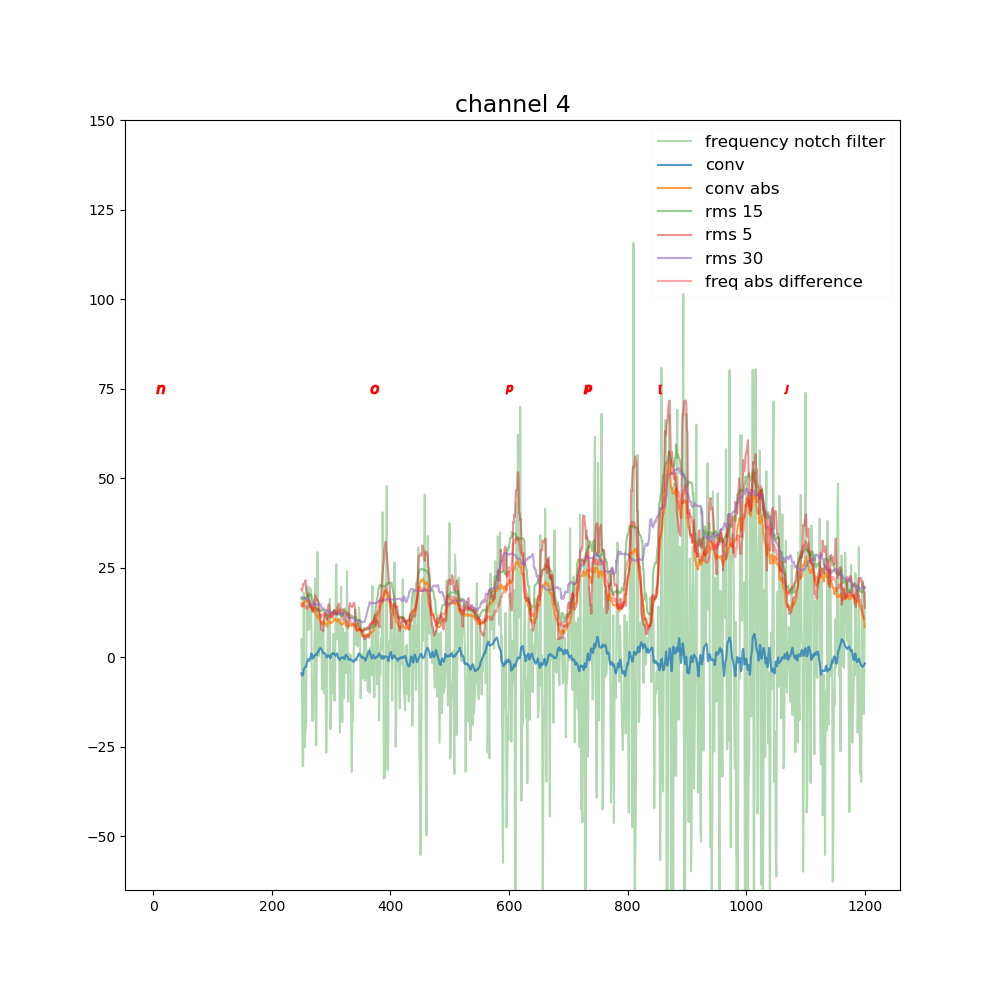 channel 4
150
125
100
75
50
25
0
−25
−50
frequency notch filter
conv
conv abs
rms 15
rms 5
rms 30
freq abs difference
n o p p
0 200 400 600 800 1000 1200